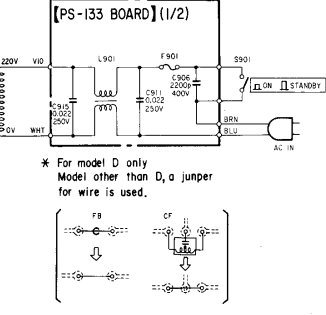 【PS-133 BOARD】(1/2)
220V VIO L901 F901 S901
C906
2200p
400V
ON STANDBY
C915
0.022
250V
C911
0.022
250V
BRN
0V WHT BLU
AC IN
* For model D only
Model other than D, a junper
for wire is used.
FB CF